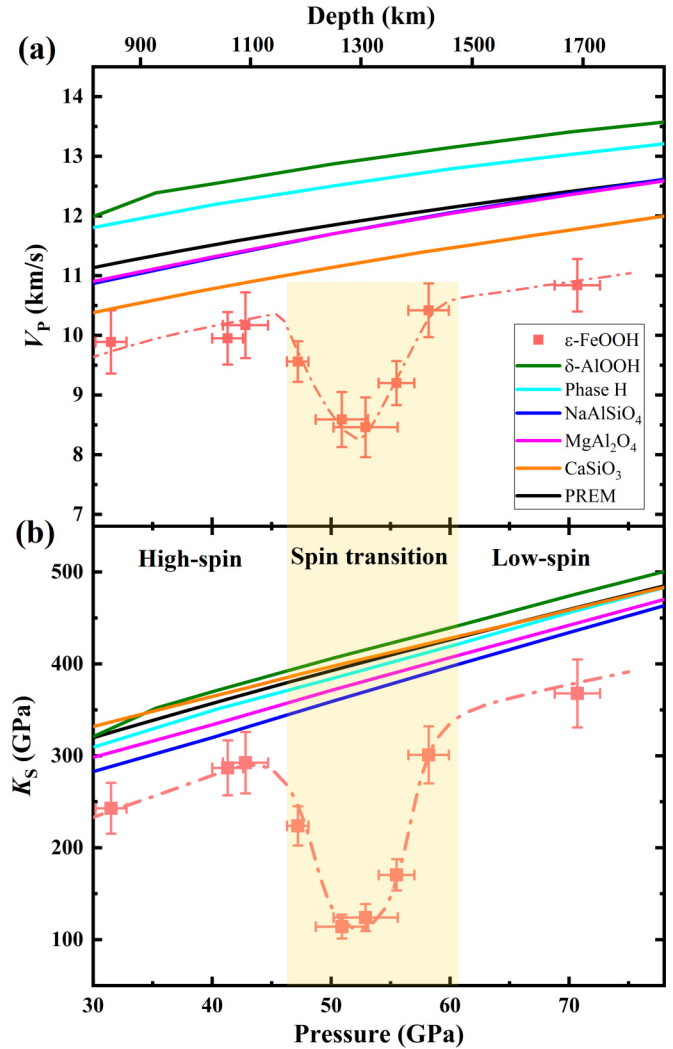 Depth (km)
900 1100 1300 1500 1700
(a)
14
13
12
11
10
9
8
7
V_P (km/s)
ε-FeOOH
δ-AlOOH
Phase H
NaAlSiO₄
MgAl₂O₄
CaSiO₃
PREM
(b)
High-spin Spin transition Low-spin
500
400
300
200
100
K_S (GPa)
30 40 50 60 70
Pressure (GPa)